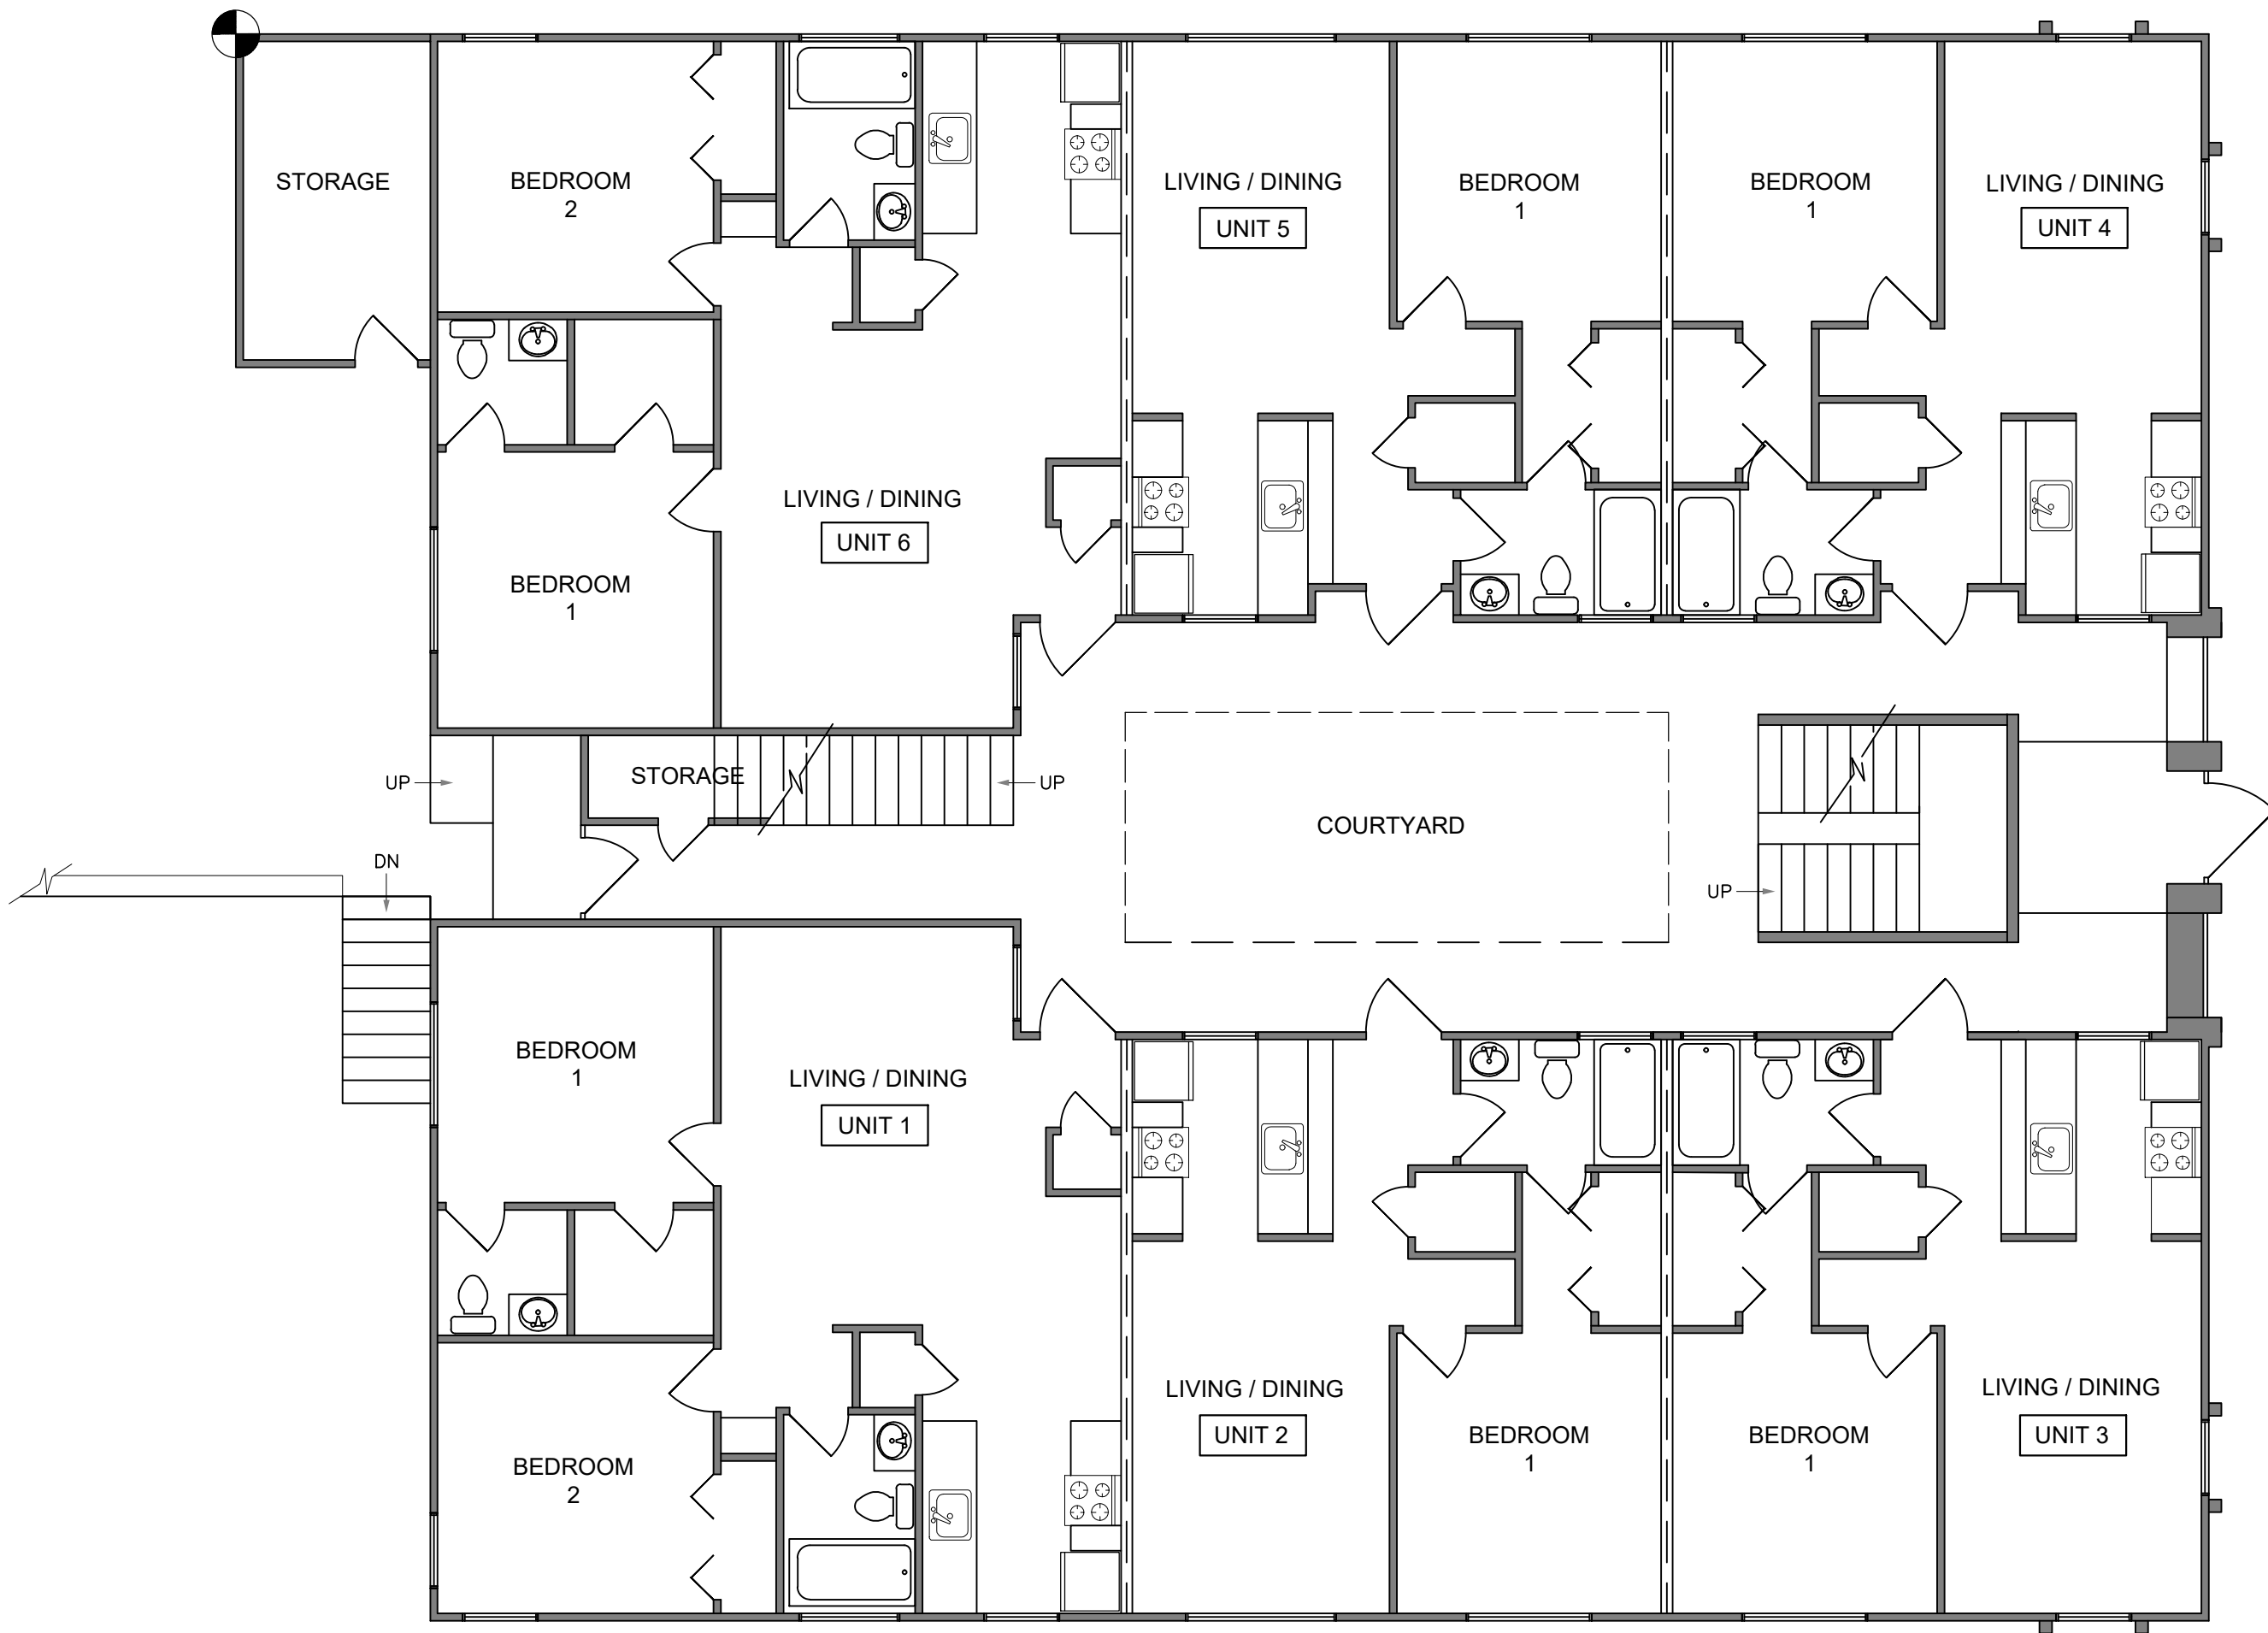 STORAGE
BEDROOM
2
LIVING / DINING
UNIT 5
BEDROOM
1
BEDROOM
1
LIVING / DINING
UNIT 4
LIVING / DINING
UNIT 6
BEDROOM
1
UP
STORAGE
UP
COURTYARD
DN
UP
BEDROOM
1
LIVING / DINING
UNIT 1
BEDROOM
2
LIVING / DINING
UNIT 2
BEDROOM
1
BEDROOM
1
LIVING / DINING
UNIT 3